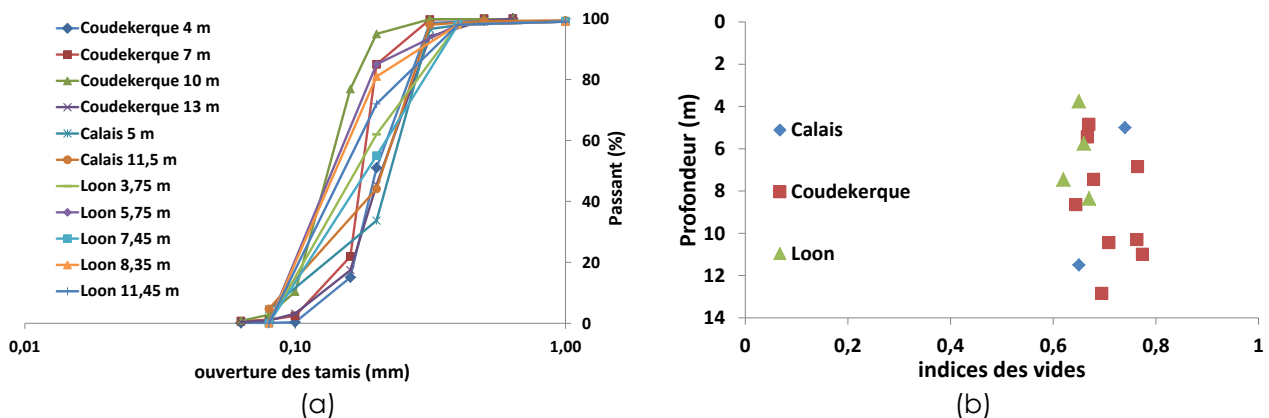 Coudekerque 4 m
Coudekerque 7 m
Coudekerque 10 m
Coudekerque 13 m
Calais 5 m
Calais 11,5 m
Loon 3,75 m
Loon 5,75 m
Loon 7,45 m
Loon 8,35 m
Loon 11,45 m
100
80
60
40
20
0
Passant (%)
0,01
0,10
1,00
ouverture des tamis (mm)
(a)
Profondeur (m)
0
2
4
6
8
10
12
14
Calais
Coudekerque
Loon
0
0,2
0,4
0,6
0,8
1
indices des vides
(b)